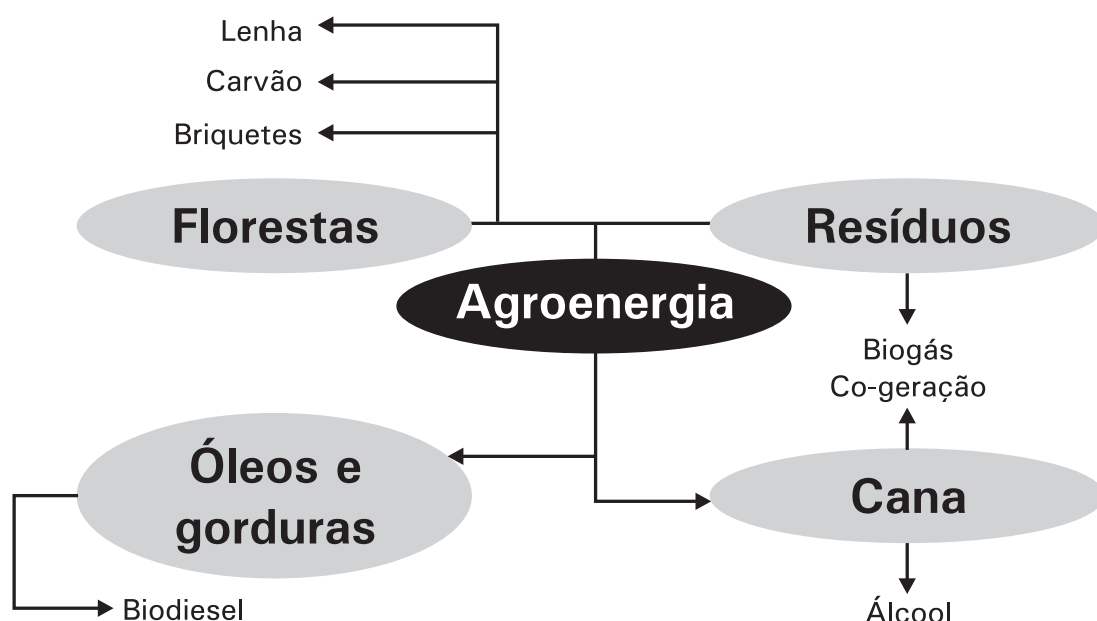 Lenha
Carvão
Briquetes
Florestas
Resíduos
Agroenergia
Biogás
Co-geração
Óleos e
gorduras
Cana
Biodiesel
Álcool